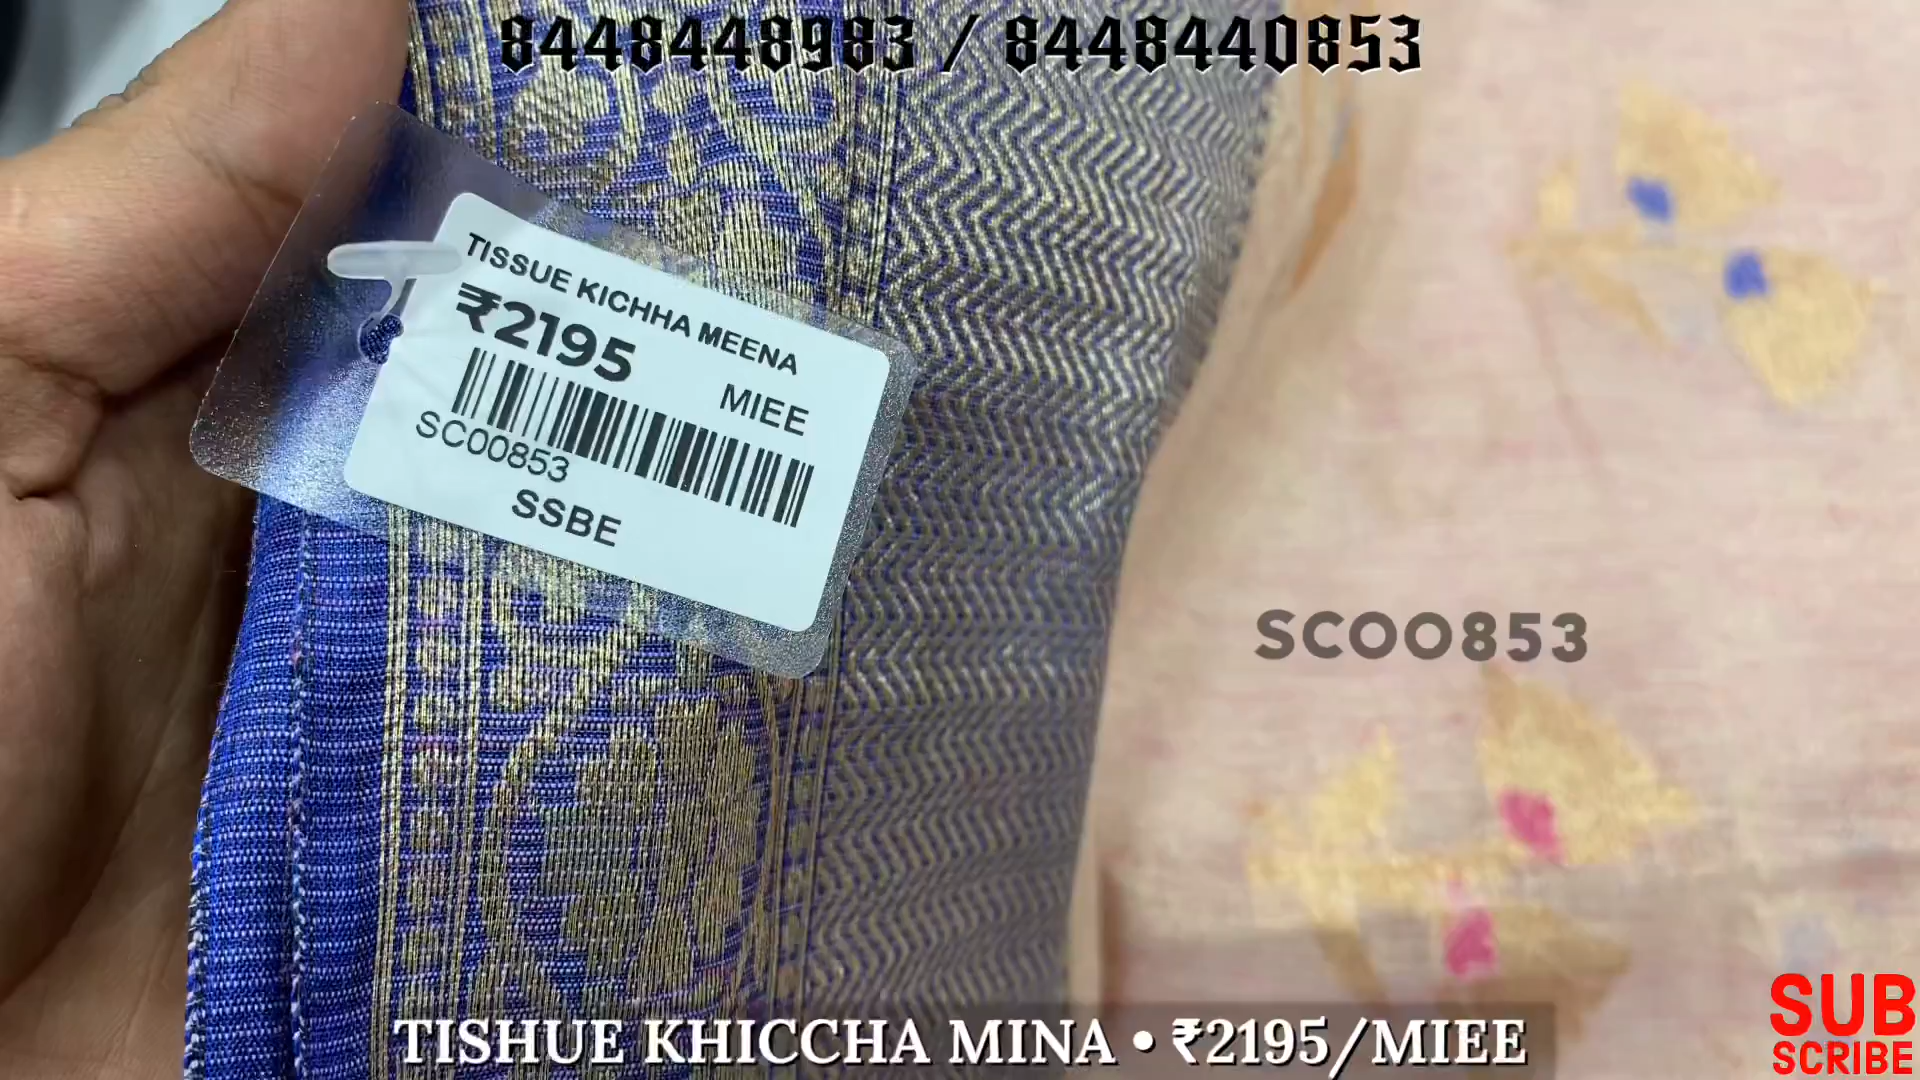 8448448983 / 8448440853
TISSUE KICHHA MEENA
₹2195
MIEE
SC00853
SSBE
SC00853
TISHUE KHICCHA MINA • ₹2195/MIEE
SUB
SCRIBE